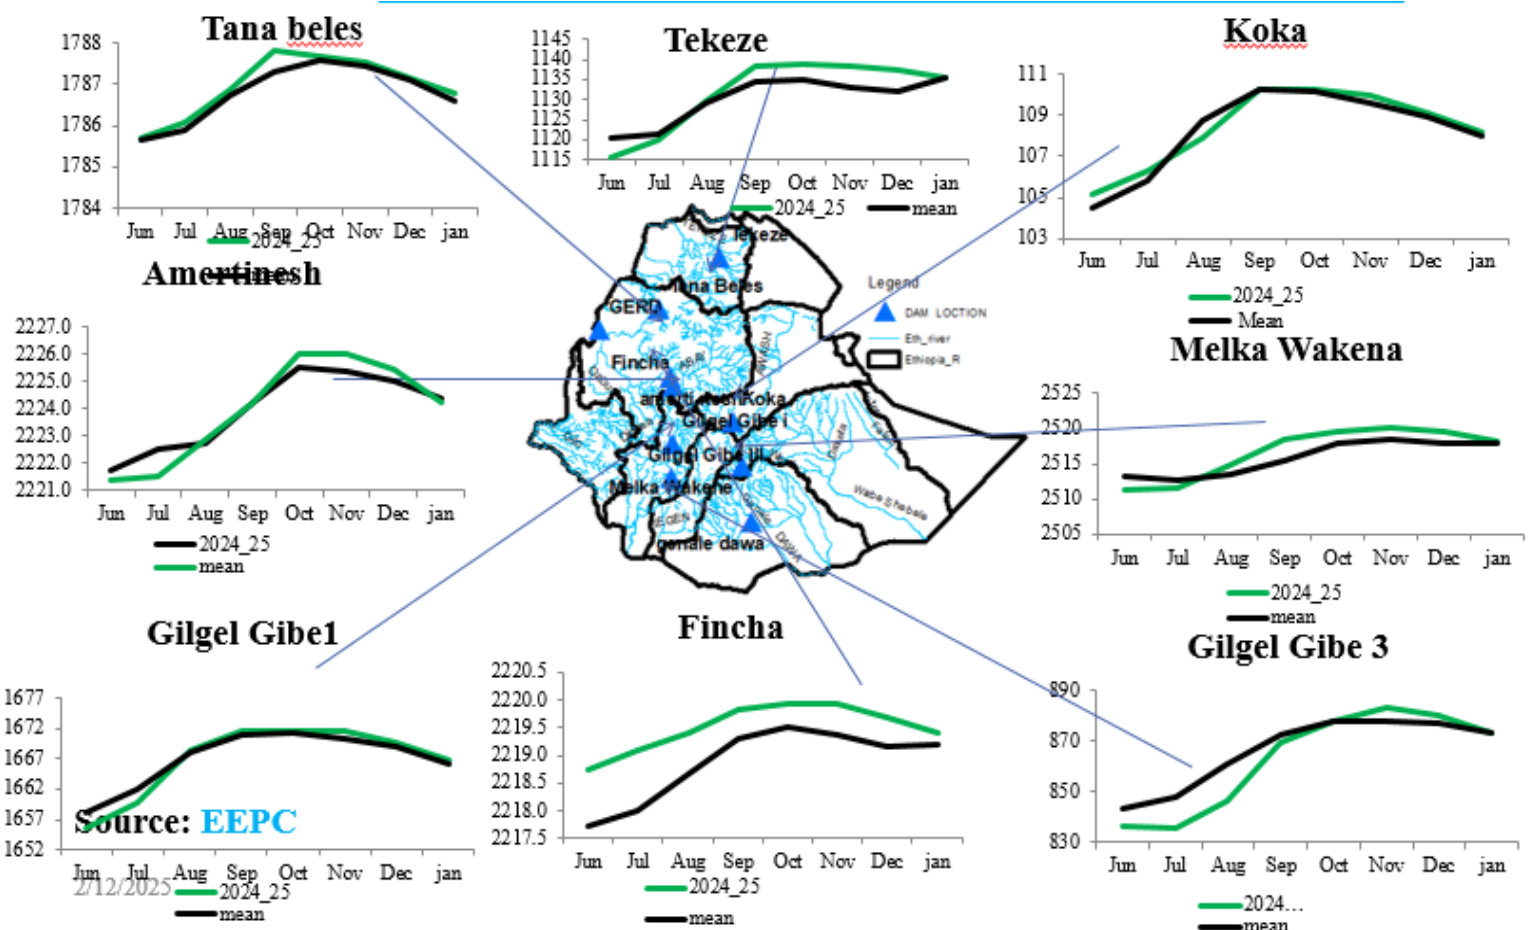 Tana beles
1788
1787
1786
1785
1784
Jun Jul Aug Sep Oct Nov Dec jan
2024_25
Tekeze
1145
1140
1135
1130
1125
1120
1115
Jun Jul Aug Sep Oct Nov Dec jan
2024_25 mean
Koka
111
109
107
105
103
Jun Jul Aug Sep Oct Nov Dec jan
2024_25
Mean
Amertinesh
2227.0
2226.0
2225.0
2224.0
2223.0
2222.0
2221.0
Jun Jul Aug Sep Oct Nov Dec jan
2024_25
mean
Tekeze
Tana Beles
GERD
Fincha
ABAY
AWASH
Koka
Gilgel Gibe i
Gilgel Gibe III
Melka Wakene
Wabe Shebele
genale dawa
DAWA
Legend
DAM LOCTION
Eth_river
Ethiopia_R
Melka Wakena
2525
2520
2515
2510
2505
Jun Jul Aug Sep Oct Nov Dec jan
2024_25
mean
Gilgel Gibe1
1677
1672
1667
1662
1657
1652
Jun Jul Aug Sep Oct Nov Dec jan
2024_25
mean
Source: EEPC
2/12/2025
Fincha
2220.5
2220.0
2219.5
2219.0
2218.5
2218.0
2217.5
Jun Jul Aug Sep Oct Nov Dec jan
2024_25
mean
Gilgel Gibe 3
890
870
850
830
Jun Jul Aug Sep Oct Nov Dec jan
2024...
mean